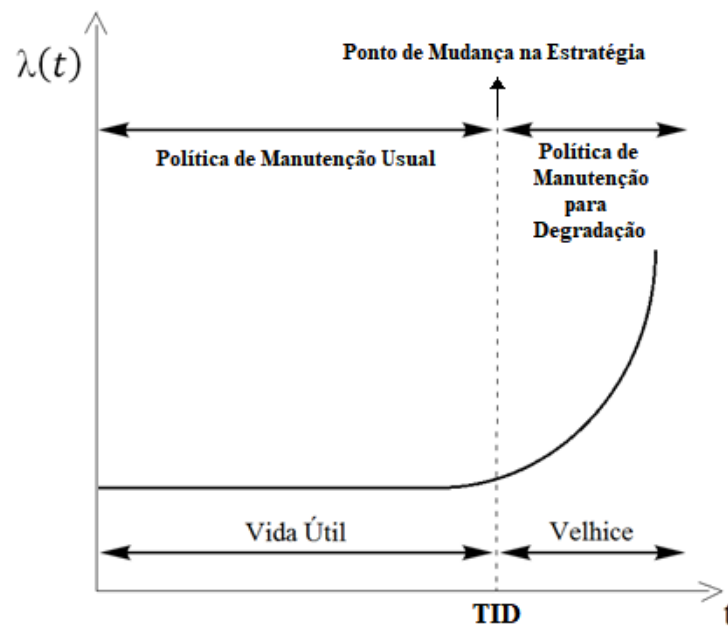 λ(t)
Ponto de Mudança na Estratégia
Política de Manutenção Usual
Política de
Manutenção
para
Degradação
Vida Útil
Velhice
TID
t